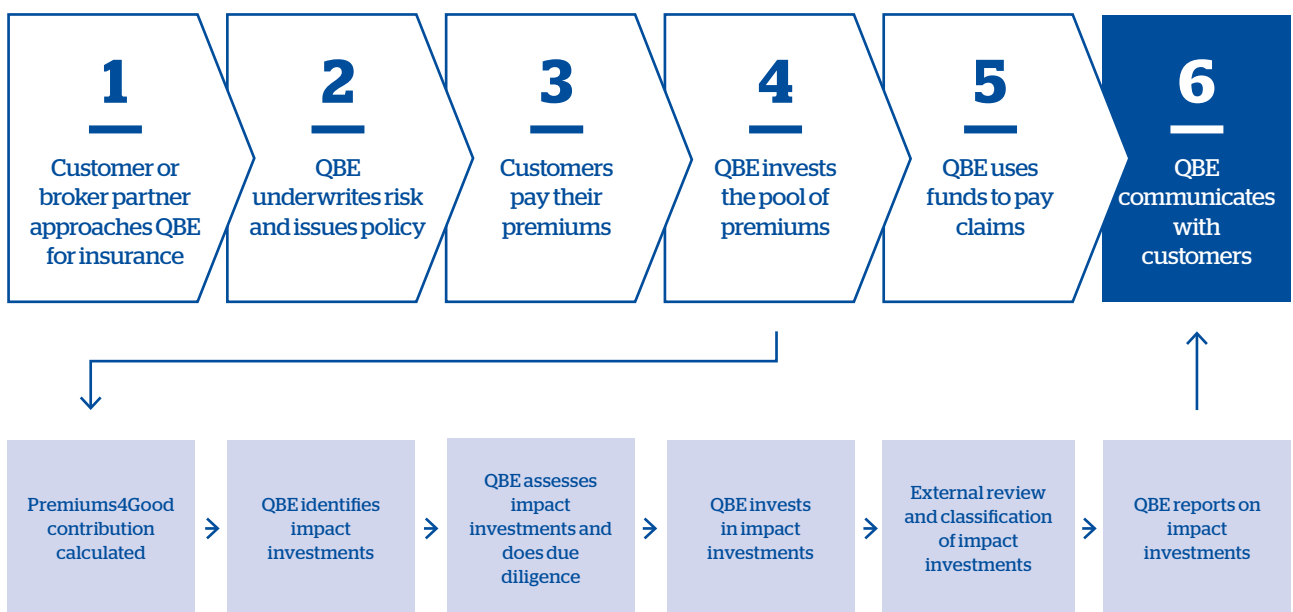 1
Customer or
broker partner
approaches QBE
for insurance
2
QBE
underwrites risk
and issues policy
3
Customers
pay their
premiums
4
QBE invests
the pool of
premiums
5
QBE uses
funds to pay
claims
6
QBE
communicates
with
customers
Premiums4Good
contribution
calculated
QBE identifies
impact
investments
QBE assesses
impact
investments and
does due
diligence
QBE invests
in impact
investments
External review
and classification
of impact
investments
QBE reports on
impact
investments